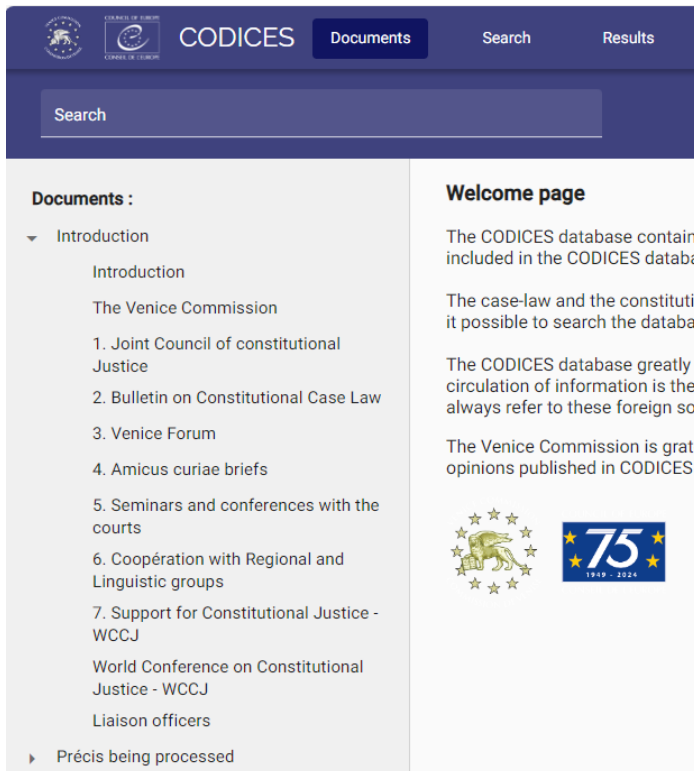 COUNCIL OF EUROPE
CONSEIL DE L'EUROPE
CODICES
Documents
Search
Results
Search
Documents :
Introduction
Introduction
The Venice Commission
1. Joint Council of constitutional
Justice
2. Bulletin on Constitutional Case Law
3. Venice Forum
4. Amicus curiae briefs
5. Seminars and conferences with the
courts
6. Coopération with Regional and
Linguistic groups
7. Support for Constitutional Justice -
WCCJ
World Conference on Constitutional
Justice - WCCJ
Liaison officers
Précis being processed
Welcome page
The CODICES database contain
included in the CODICES databa
The case-law and the constituti
it possible to search the databa
The CODICES database greatly
circulation of information is the
always refer to these foreign so
The Venice Commission is grat
opinions published in CODICES
75
1949 - 2024